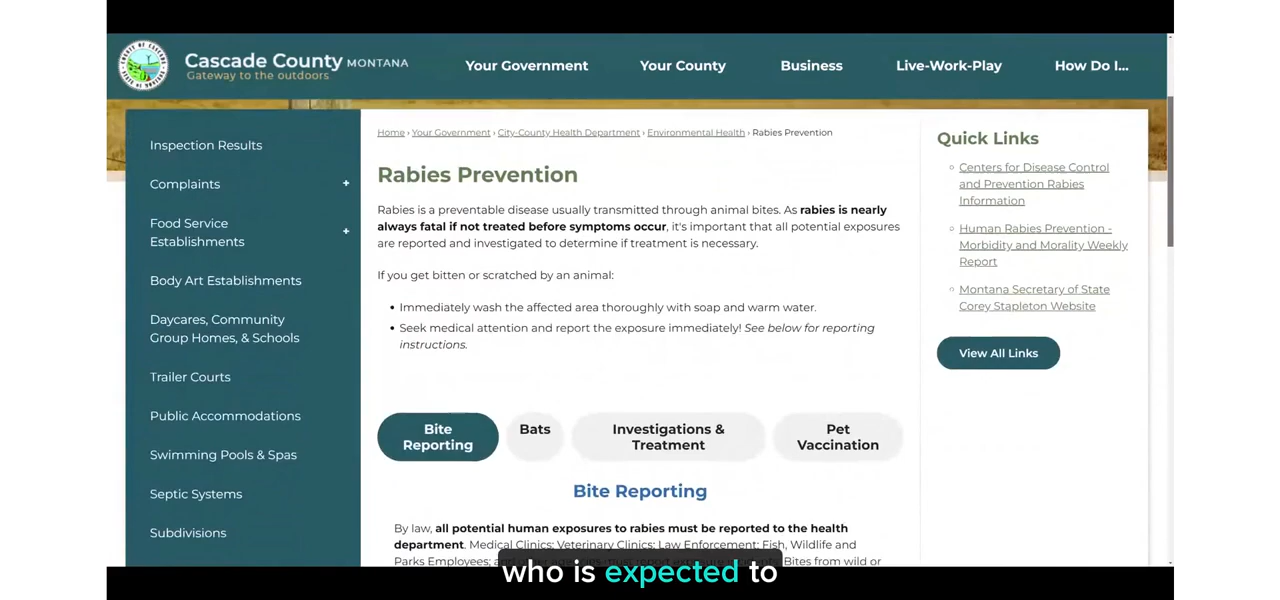 Cascade County MONTANA
Gateway to the outdoors
Your Government
Your County
Business
Live-Work-Play
How Do I...
Inspection Results
Complaints +
Food Service
Establishments +
Body Art Establishments
Daycares, Community
Group Homes, & Schools
Trailer Courts
Public Accommodations
Swimming Pools & Spas
Septic Systems
Subdivisions
Home › Your Government › City-County Health Department › Environmental Health › Rabies Prevention
Rabies Prevention
Rabies is a preventable disease usually transmitted through animal bites. As rabies is nearly
always fatal if not treated before symptoms occur, it's important that all potential exposures
are reported and investigated to determine if treatment is necessary.
If you get bitten or scratched by an animal:
• Immediately wash the affected area thoroughly with soap and warm water.
• Seek medical attention and report the exposure immediately! See below for reporting
instructions.
Bite
Reporting
Bats
Investigations &
Treatment
Pet
Vaccination
Bite Reporting
By law, all potential human exposures to rabies must be reported to the health
department. Medical Clinics; Veterinary Clinics; Law Enforcement; Fish, Wildlife and
Parks Employees; Bites from wild or
Quick Links
Centers for Disease Control
and Prevention Rabies
Information
Human Rabies Prevention -
Morbidity and Morality Weekly
Report
Montana Secretary of State
Corey Stapleton Website
View All Links
who is expected to